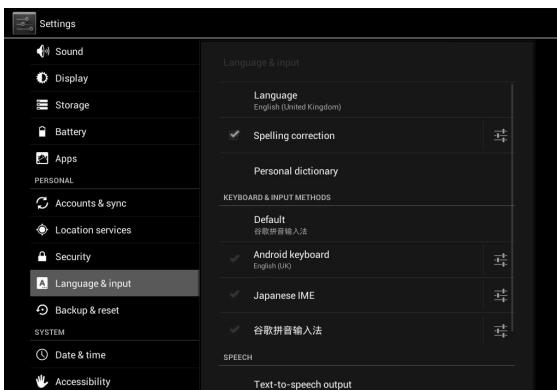 Settings
Sound
Display
Storage
Battery
Apps
PERSONAL
Accounts & sync
Location services
Security
A
Language & input
Backup & reset
SYSTEM
Date & time
Accessibility
Language & input
Language
English (United Kingdom)
Spelling correction
Personal dictionary
KEYBOARD & INPUT METHODS
Default
谷歌拼音输入法
Android keyboard
English (UK)
Japanese IME
谷歌拼音输入法
SPEECH
Text-to-speech output